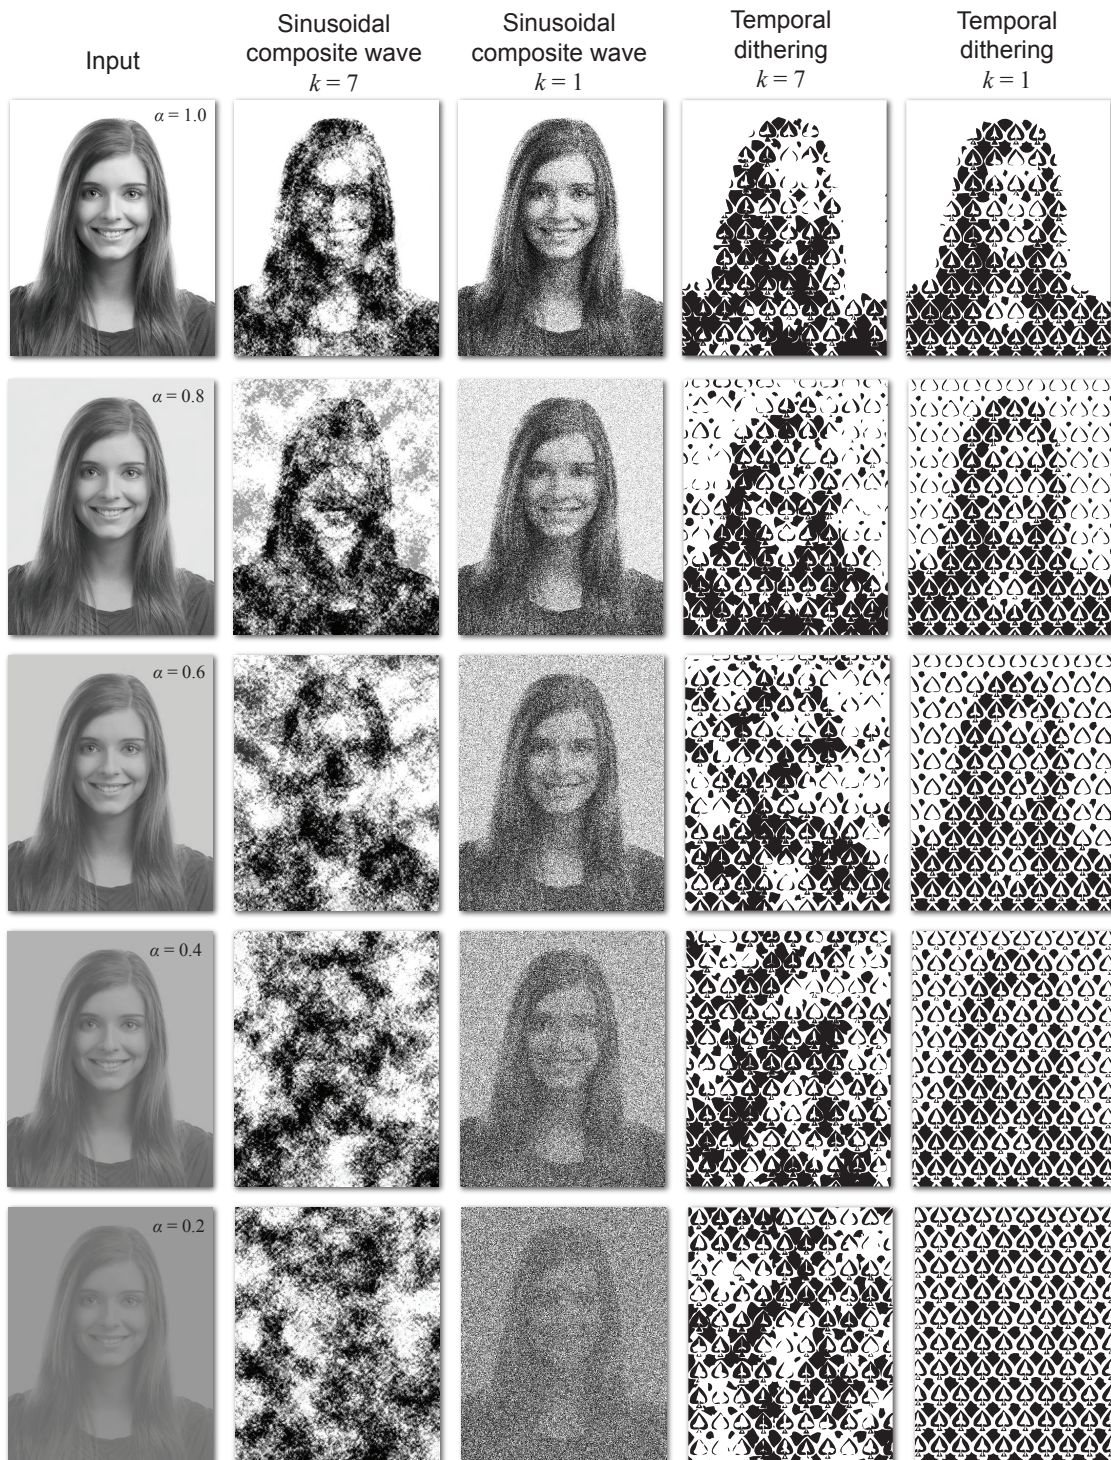 Input
Sinusoidal
composite wave
k = 7
Sinusoidal
composite wave
k = 1
Temporal
dithering
k = 7
Temporal
dithering
k = 1
α = 1.0
α = 0.8
α = 0.6
α = 0.4
α = 0.2